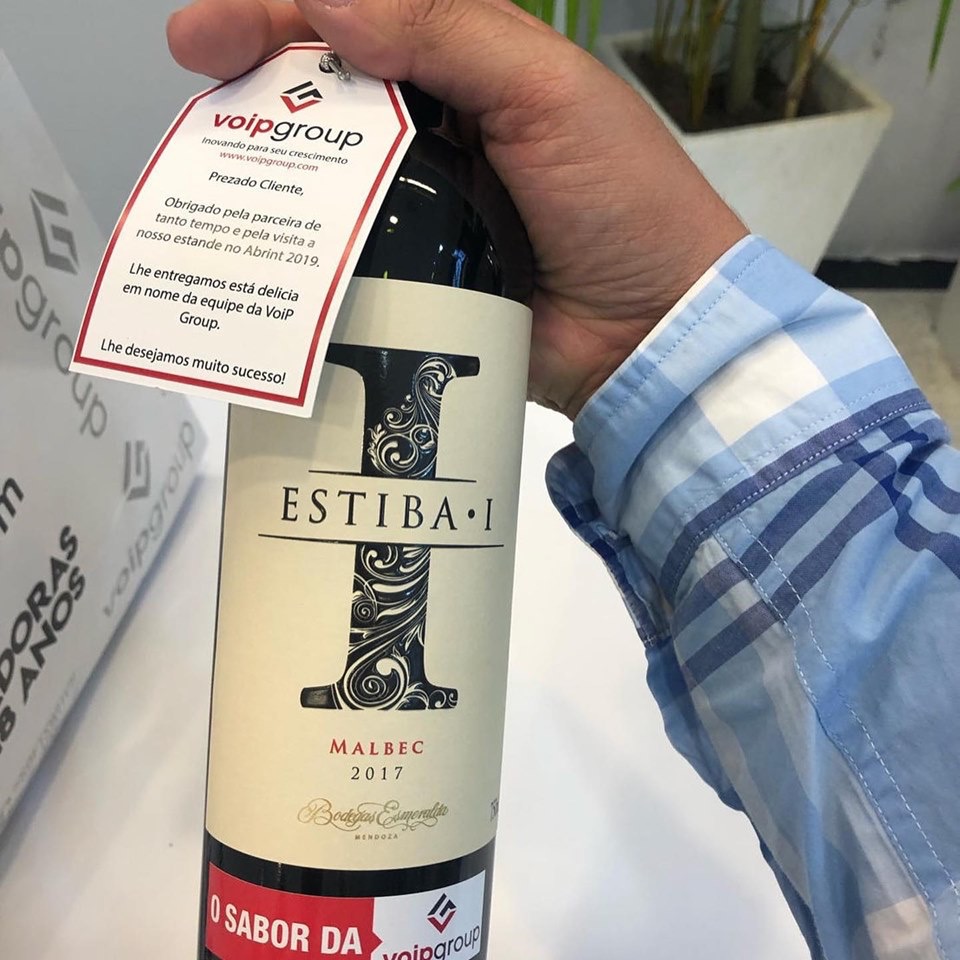 voipgroup
Inovando para seu crescimento
www.voipgroup.com
Prezado Cliente,
Obrigado pela parceira de
tanto tempo e pela visita a
nosso estande no Abrint 2019.
Lhe entregamos está delicia
em nome da equipe da VoiP
Group.
Lhe desejamos muito sucesso!
ESTIBA • I
MALBEC
2017
Bodegas Esmeralda
MENDOZA
O SABOR DA
voipgroup
voipgroup
voipgroup
ANOS